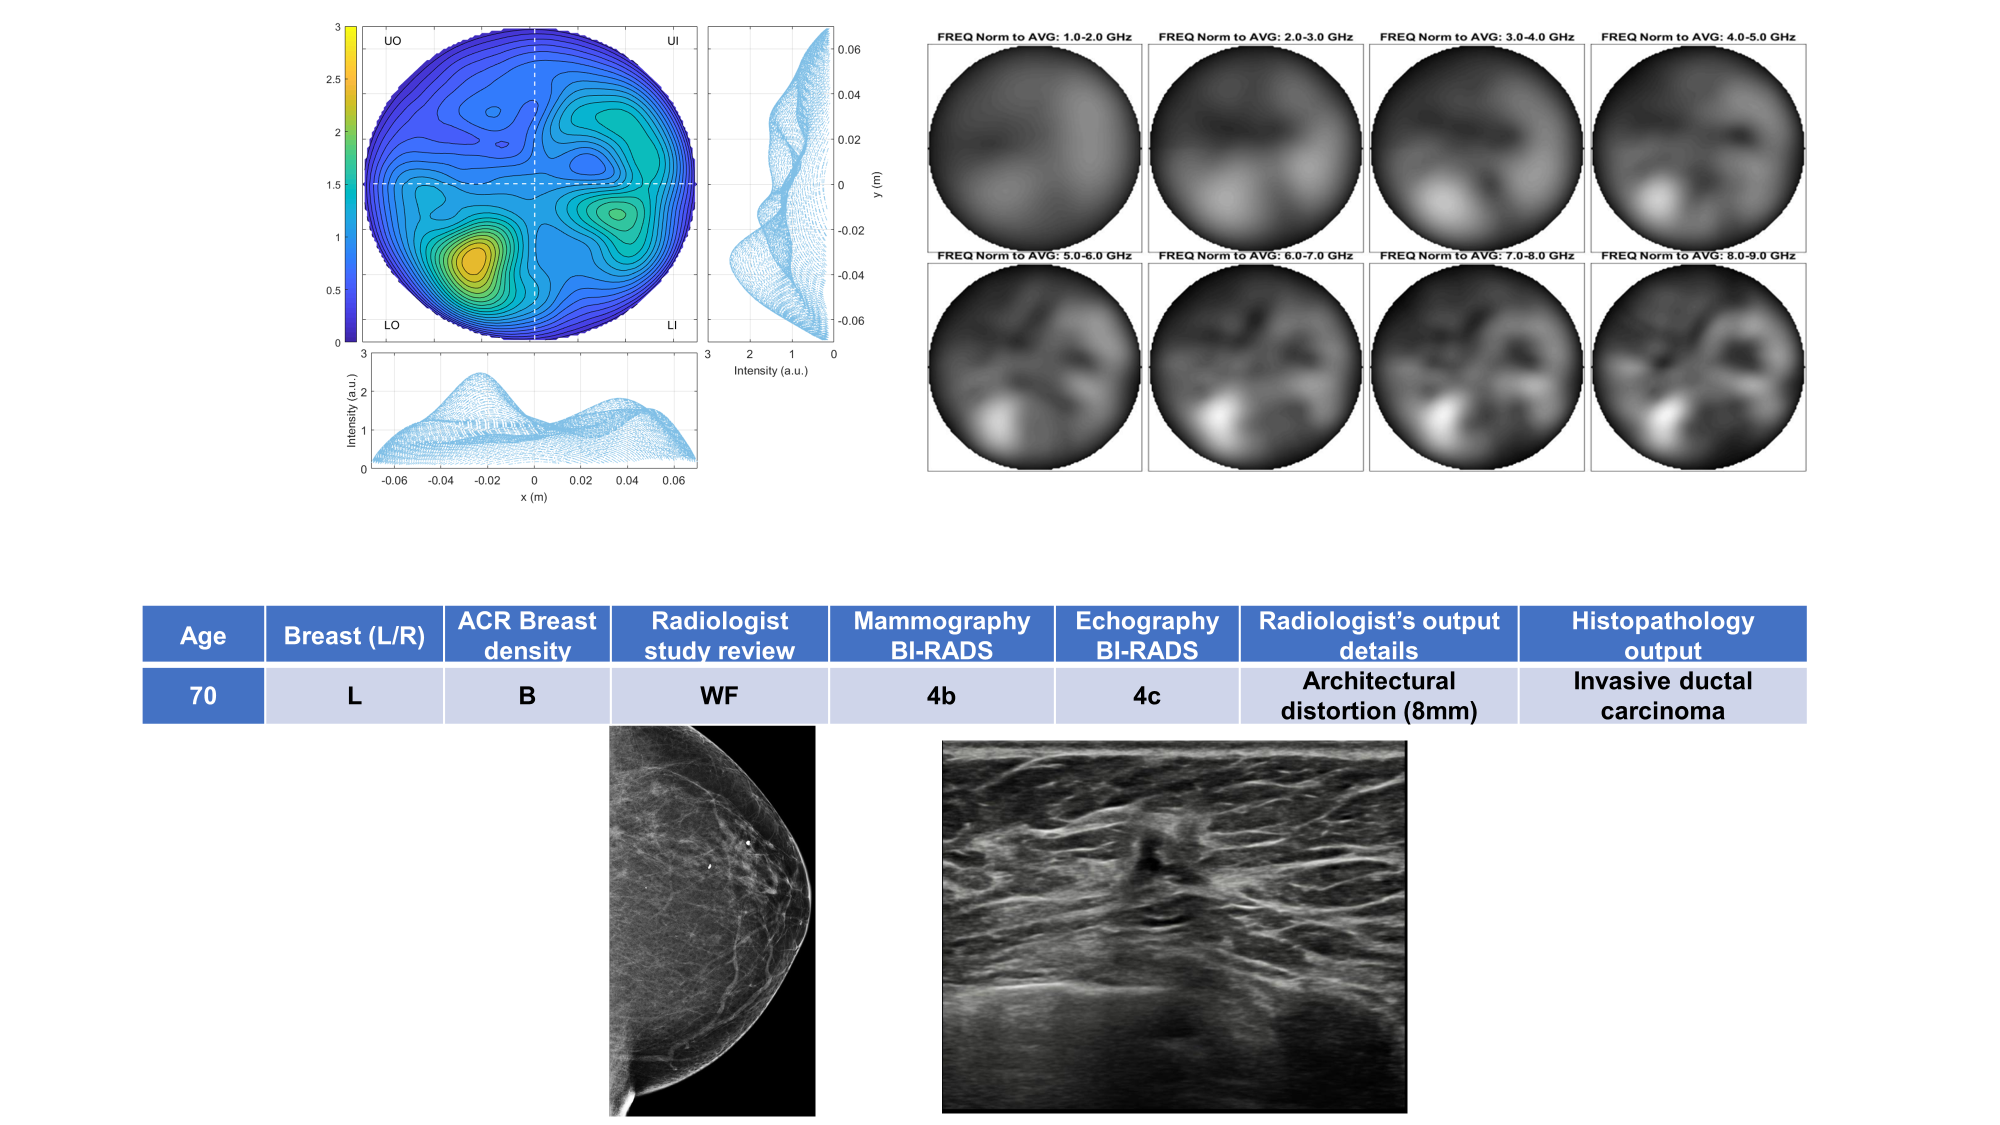 3
2.5
2
1.5
1
0.5
0
UO
UI
LO
LI
0.06
0.04
0.02
0
-0.02
-0.04
-0.06
y (m)
3
2
1
0
Intensity (a.u.)
3
2
1
0
Intensity (a.u.)
-0.06
-0.04
-0.02
0
0.02
0.04
0.06
x (m)
FREQ Norm to AVG: 1.0-2.0 GHz
FREQ Norm to AVG: 2.0-3.0 GHz
FREQ Norm to AVG: 3.0-4.0 GHz
FREQ Norm to AVG: 4.0-5.0 GHz
FREQ Norm to AVG: 5.0-6.0 GHz
FREQ Norm to AVG: 6.0-7.0 GHz
FREQ Norm to AVG: 7.0-8.0 GHz
FREQ Norm to AVG: 8.0-9.0 GHz
Age
Breast (L/R)
ACR Breast
density
Radiologist
study review
Mammography
BI-RADS
Echography
BI-RADS
Radiologist’s output
details
Histopathology
output
70
L
B
WF
4b
4c
Architectural
distortion (8mm)
Invasive ductal
carcinoma